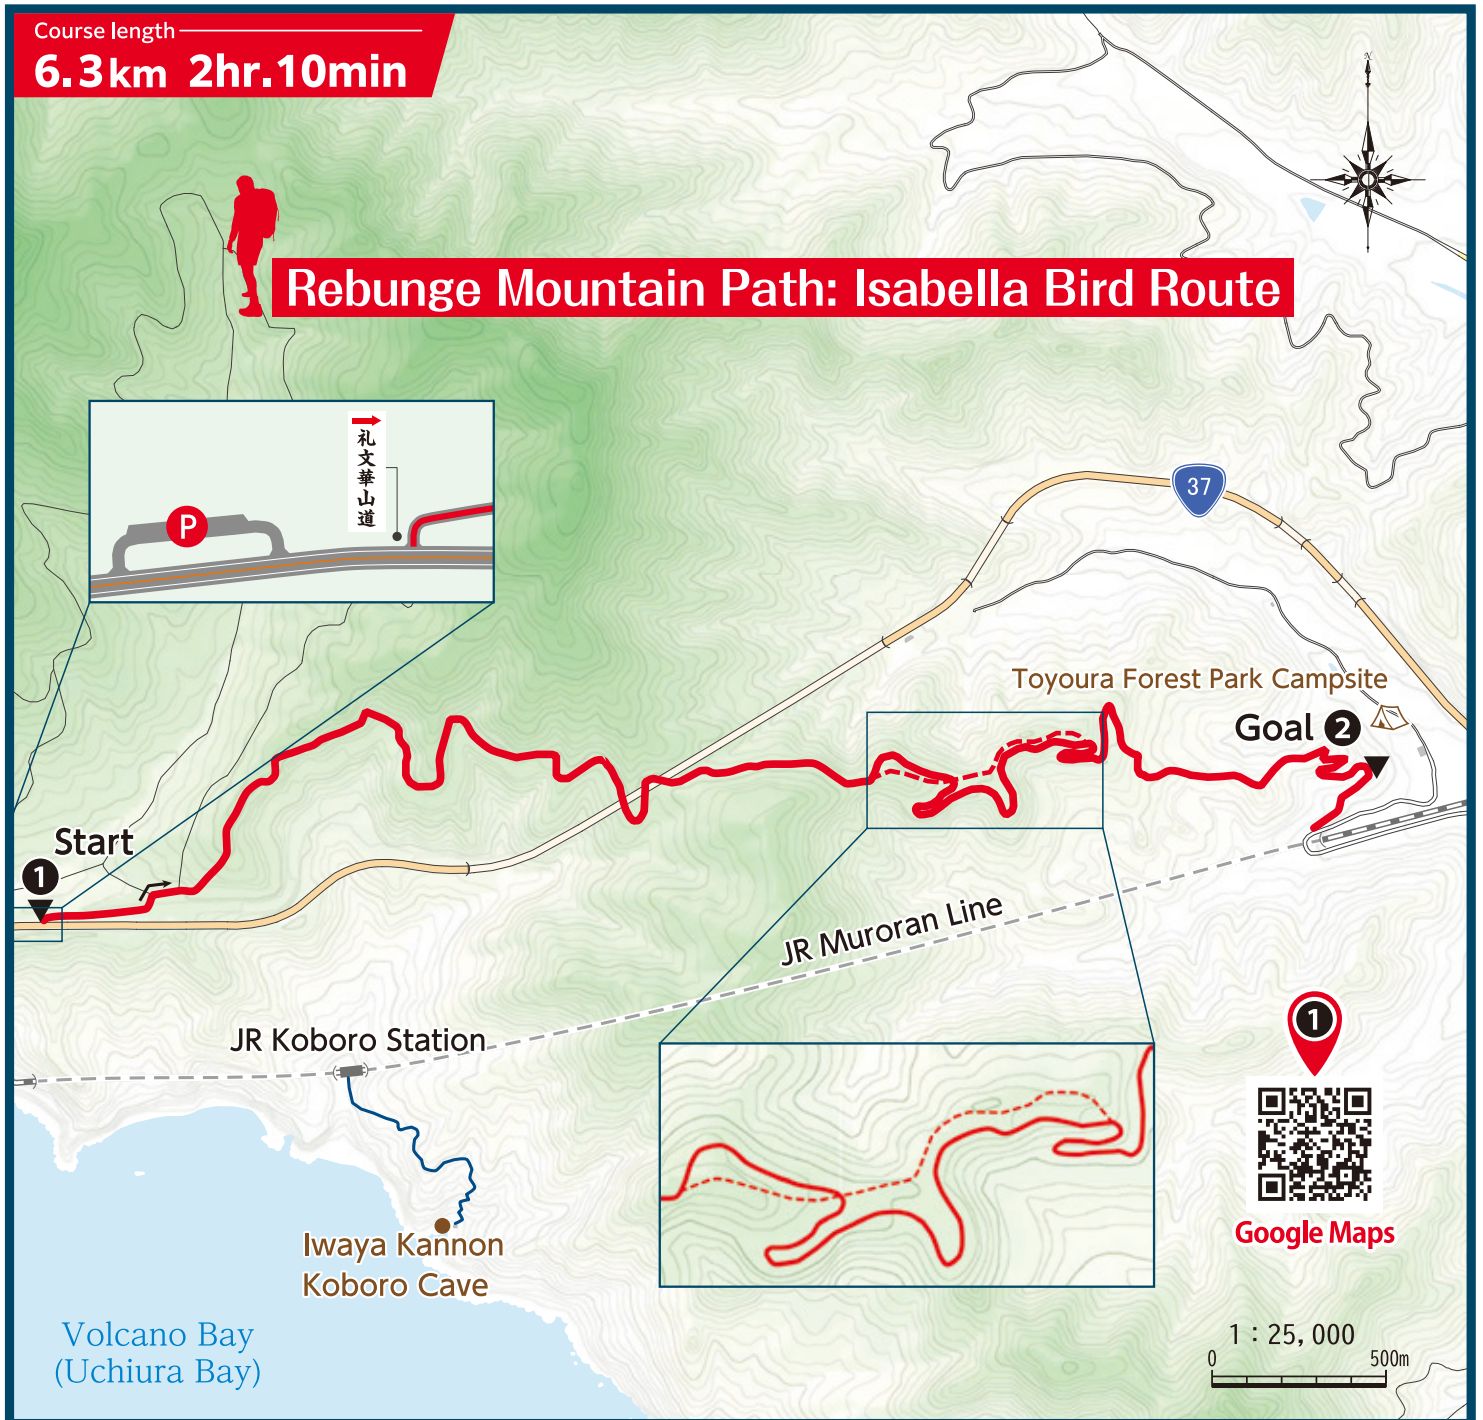 Course length
6.3km 2hr.10min
N
Rebunge Mountain Path: Isabella Bird Route
礼文華山道
P
37
Toyoura Forest Park Campsite
Goal 2
Start
1
JR Muroran Line
JR Koboro Station
1
Iwaya Kannon
Koboro Cave
Google Maps
Volcano Bay
(Uchiura Bay)
1 : 25,000
0 500m